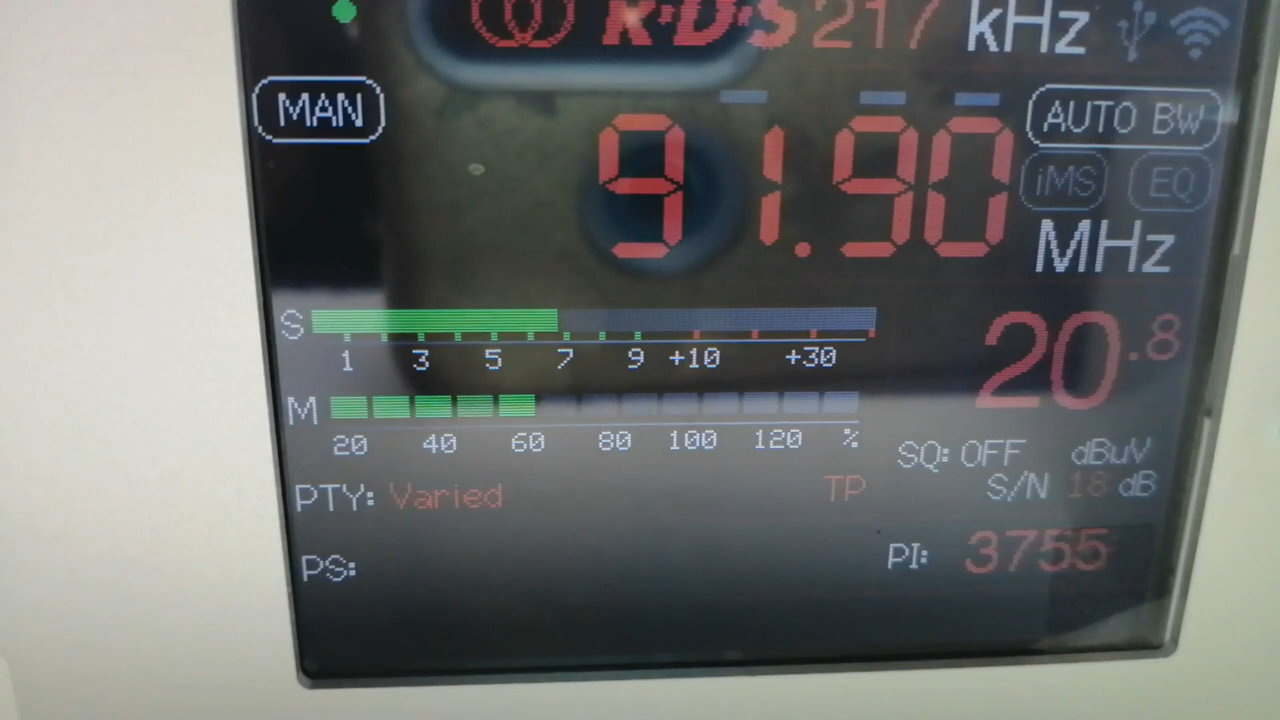 R·D·S 217 kHz
MAN
AUTO BW
91.90
iMS EQ
MHz
S
1 3 5 7 9 +10 +30
20.8
M
20 40 60 80 100 120 %
SQ: OFF dBuV
S/N 18 dB
PTY: Varied TP
PI: 3755
PS: